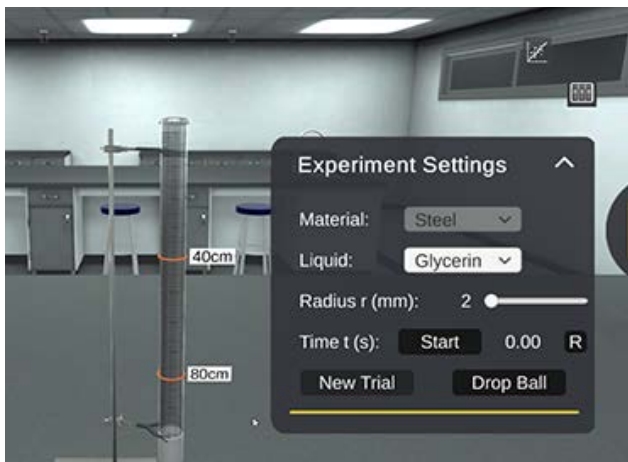 Experiment Settings
Material: Steel
40cm
Liquid: Glycerin
Radius r (mm): 2
Time t (s): Start 0.00 R
80cm
New Trial Drop Ball